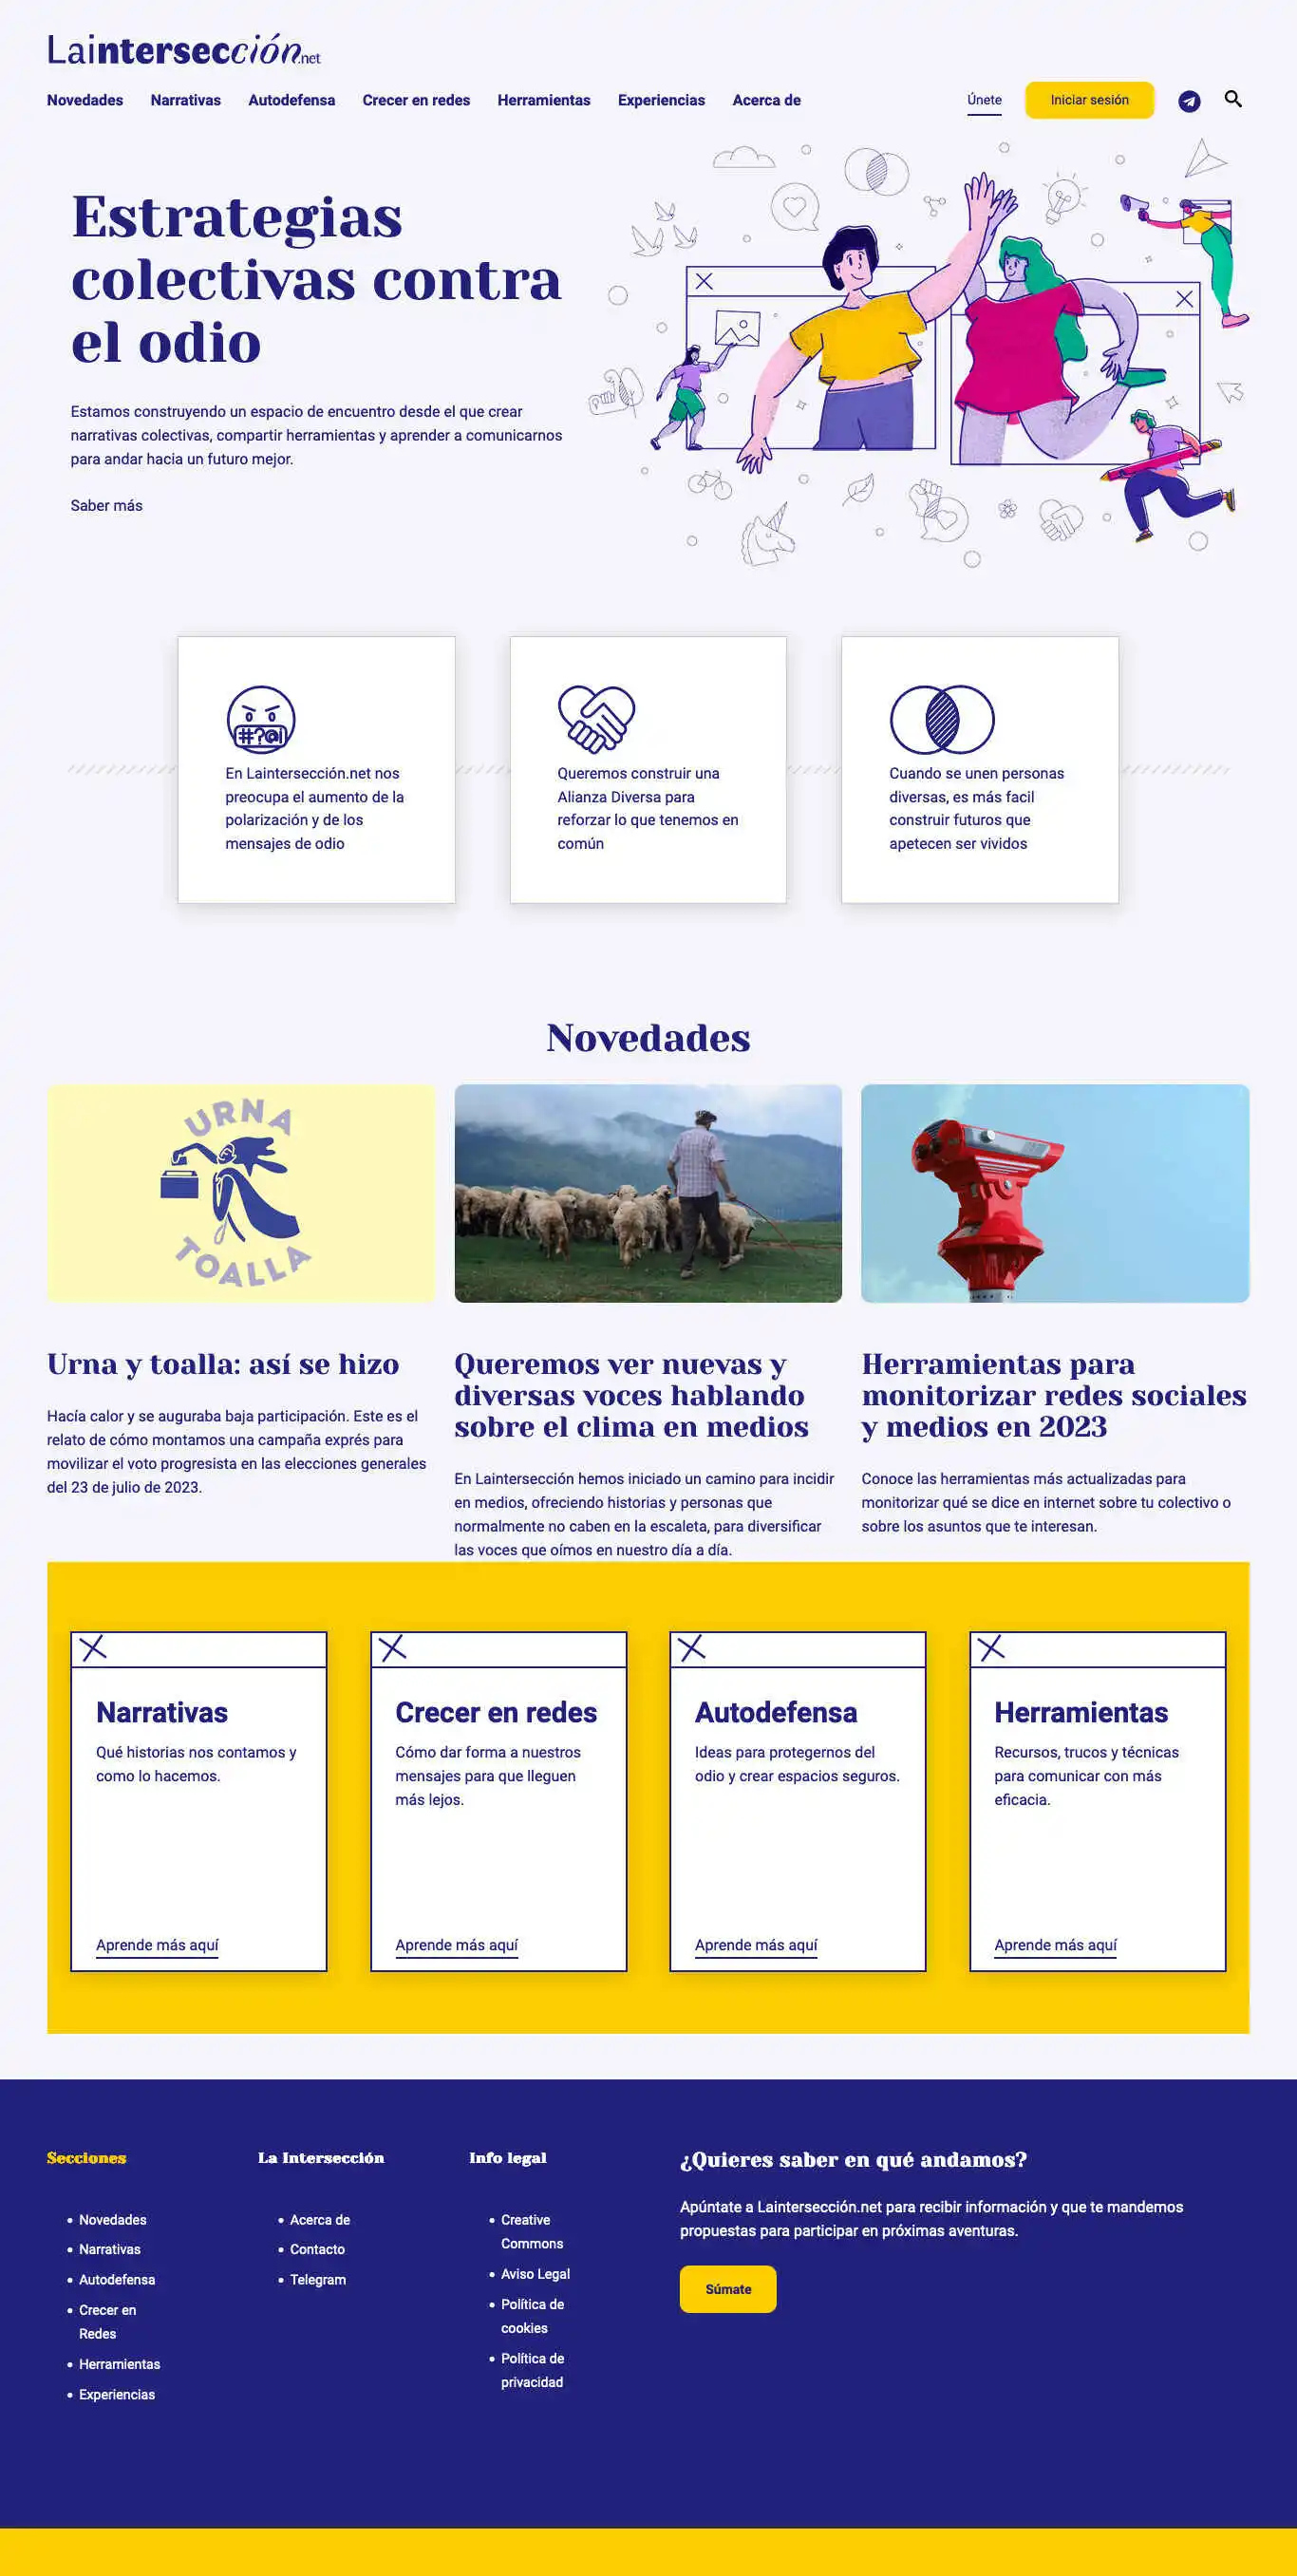 Laintersección.net
Novedades Narrativas Autodefensa Crecer en redes Herramientas Experiencias Acerca de Únete Iniciar sesión
Estrategias
colectivas contra
el odio
Estamos construyendo un espacio de encuentro desde el que crear
narrativas colectivas, compartir herramientas y aprender a comunicarnos
para andar hacia un futuro mejor.
Saber más
#?@!
En Laintersección.net nos
preocupa el aumento de la
polarización y de los
mensajes de odio
Queremos construir una
Alianza Diversa para
reforzar lo que tenemos en
común
Cuando se unen personas
diversas, es más facil
construir futuros que
apetecen ser vividos
Novedades
URNA
TOALLA
Urna y toalla: así se hizo
Hacía calor y se auguraba baja participación. Este es el
relato de cómo montamos una campaña exprés para
movilizar el voto progresista en las elecciones generales
del 23 de julio de 2023.
Queremos ver nuevas y
diversas voces hablando
sobre el clima en medios
En Laintersección hemos iniciado un camino para incidir
en medios, ofreciendo historias y personas que
normalmente no caben en la escaleta, para diversificar
las voces que oímos en nuestro día a día.
Herramientas para
monitorizar redes sociales
y medios en 2023
Conoce las herramientas más actualizadas para
monitorizar qué se dice en internet sobre tu colectivo o
sobre los asuntos que te interesan.
Narrativas
Qué historias nos contamos y
como lo hacemos.
Aprende más aquí
Crecer en redes
Cómo dar forma a nuestros
mensajes para que lleguen
más lejos.
Aprende más aquí
Autodefensa
Ideas para protegernos del
odio y crear espacios seguros.
Aprende más aquí
Herramientas
Recursos, trucos y técnicas
para comunicar con más
eficacia.
Aprende más aquí
Secciones
• Novedades
• Narrativas
• Autodefensa
• Crecer en
Redes
• Herramientas
• Experiencias
La Intersección
• Acerca de
• Contacto
• Telegram
Info legal
• Creative
Commons
• Aviso Legal
• Política de
cookies
• Política de
privacidad
¿Quieres saber en qué andamos?
Apúntate a Laintersección.net para recibir información y que te mandemos
propuestas para participar en próximas aventuras.
Súmate